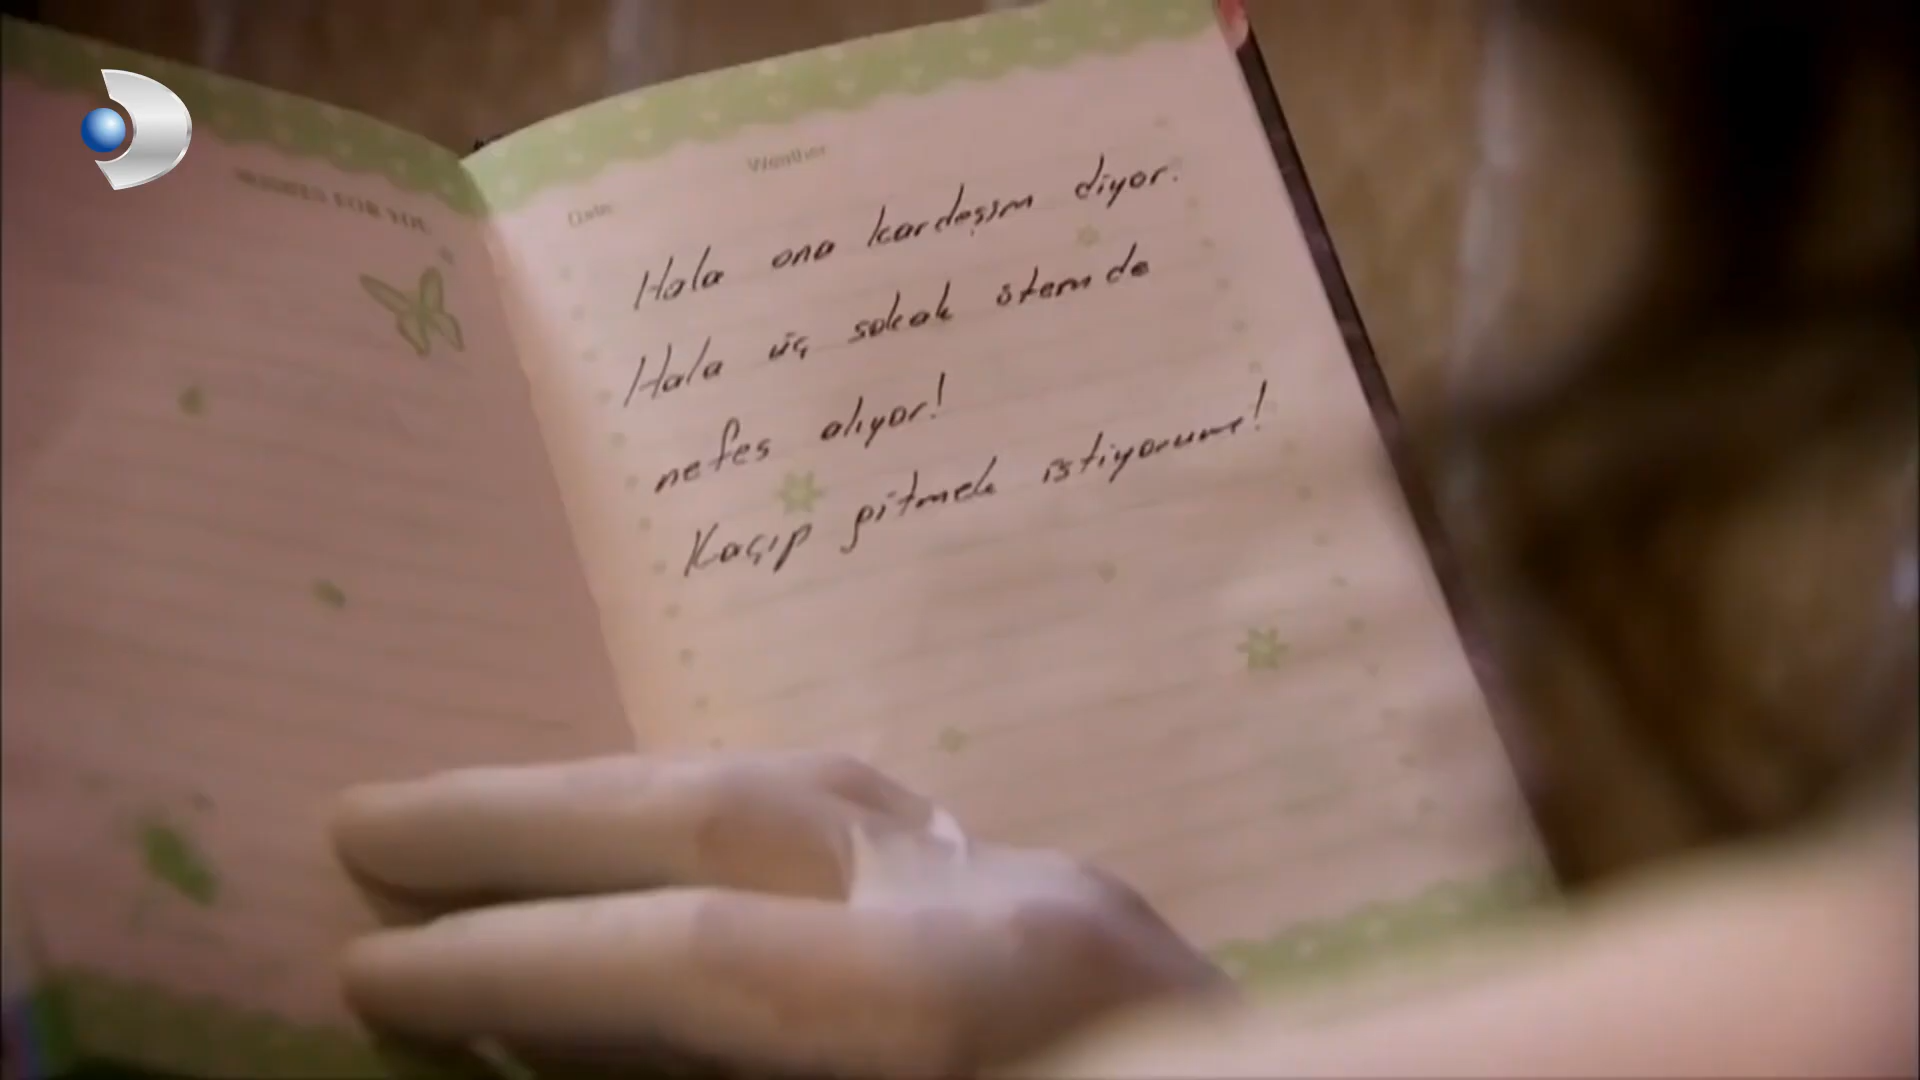 Weather
Date
Hala ona kardeşim diyor.
Hala üç sokak ötemde
nefes alıyor!
Kaçıp gitmek istiyorum!